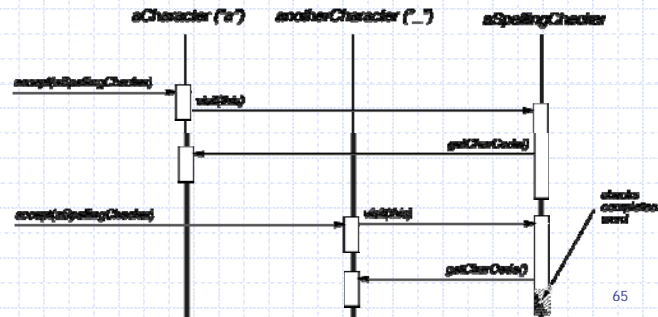 aCharacter ("a") anotherCharacter ("_") aSpellingChecker
accept(aSpellingChecker)
visit(this)
getCharCode()
checks
completed
word
accept(aSpellingChecker)
visit(this)
getCharCode()
65